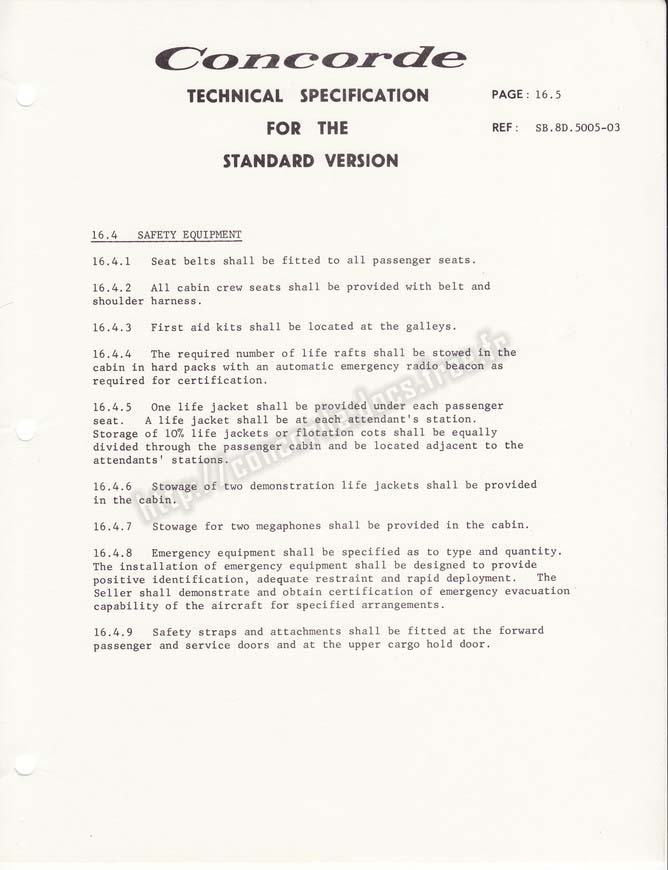 Concorde
TECHNICAL SPECIFICATION
FOR THE
STANDARD VERSION
PAGE: 16.5
REF: SB.8D.5005-03
16.4 SAFETY EQUIPMENT
16.4.1 Seat belts shall be fitted to all passenger seats.
16.4.2 All cabin crew seats shall be provided with belt and
shoulder harness.
16.4.3 First aid kits shall be located at the galleys.
16.4.4 The required number of life rafts shall be stowed in the
cabin in hard packs with an automatic emergency radio beacon as
required for certification.
16.4.5 One life jacket shall be provided under each passenger
seat. A life jacket shall be at each attendant's station.
Storage of 10% life jackets or flotation cots shall be equally
divided through the passenger cabin and be located adjacent to the
attendants' stations.
16.4.6 Stowage of two demonstration life jackets shall be provided
in the cabin.
16.4.7 Stowage for two megaphones shall be provided in the cabin.
16.4.8 Emergency equipment shall be specified as to type and quantity.
The installation of emergency equipment shall be designed to provide
positive identification, adequate restraint and rapid deployment. The
Seller shall demonstrate and obtain certification of emergency evacuation
capability of the aircraft for specified arrangements.
16.4.9 Safety straps and attachments shall be fitted at the forward
passenger and service doors and at the upper cargo hold door.